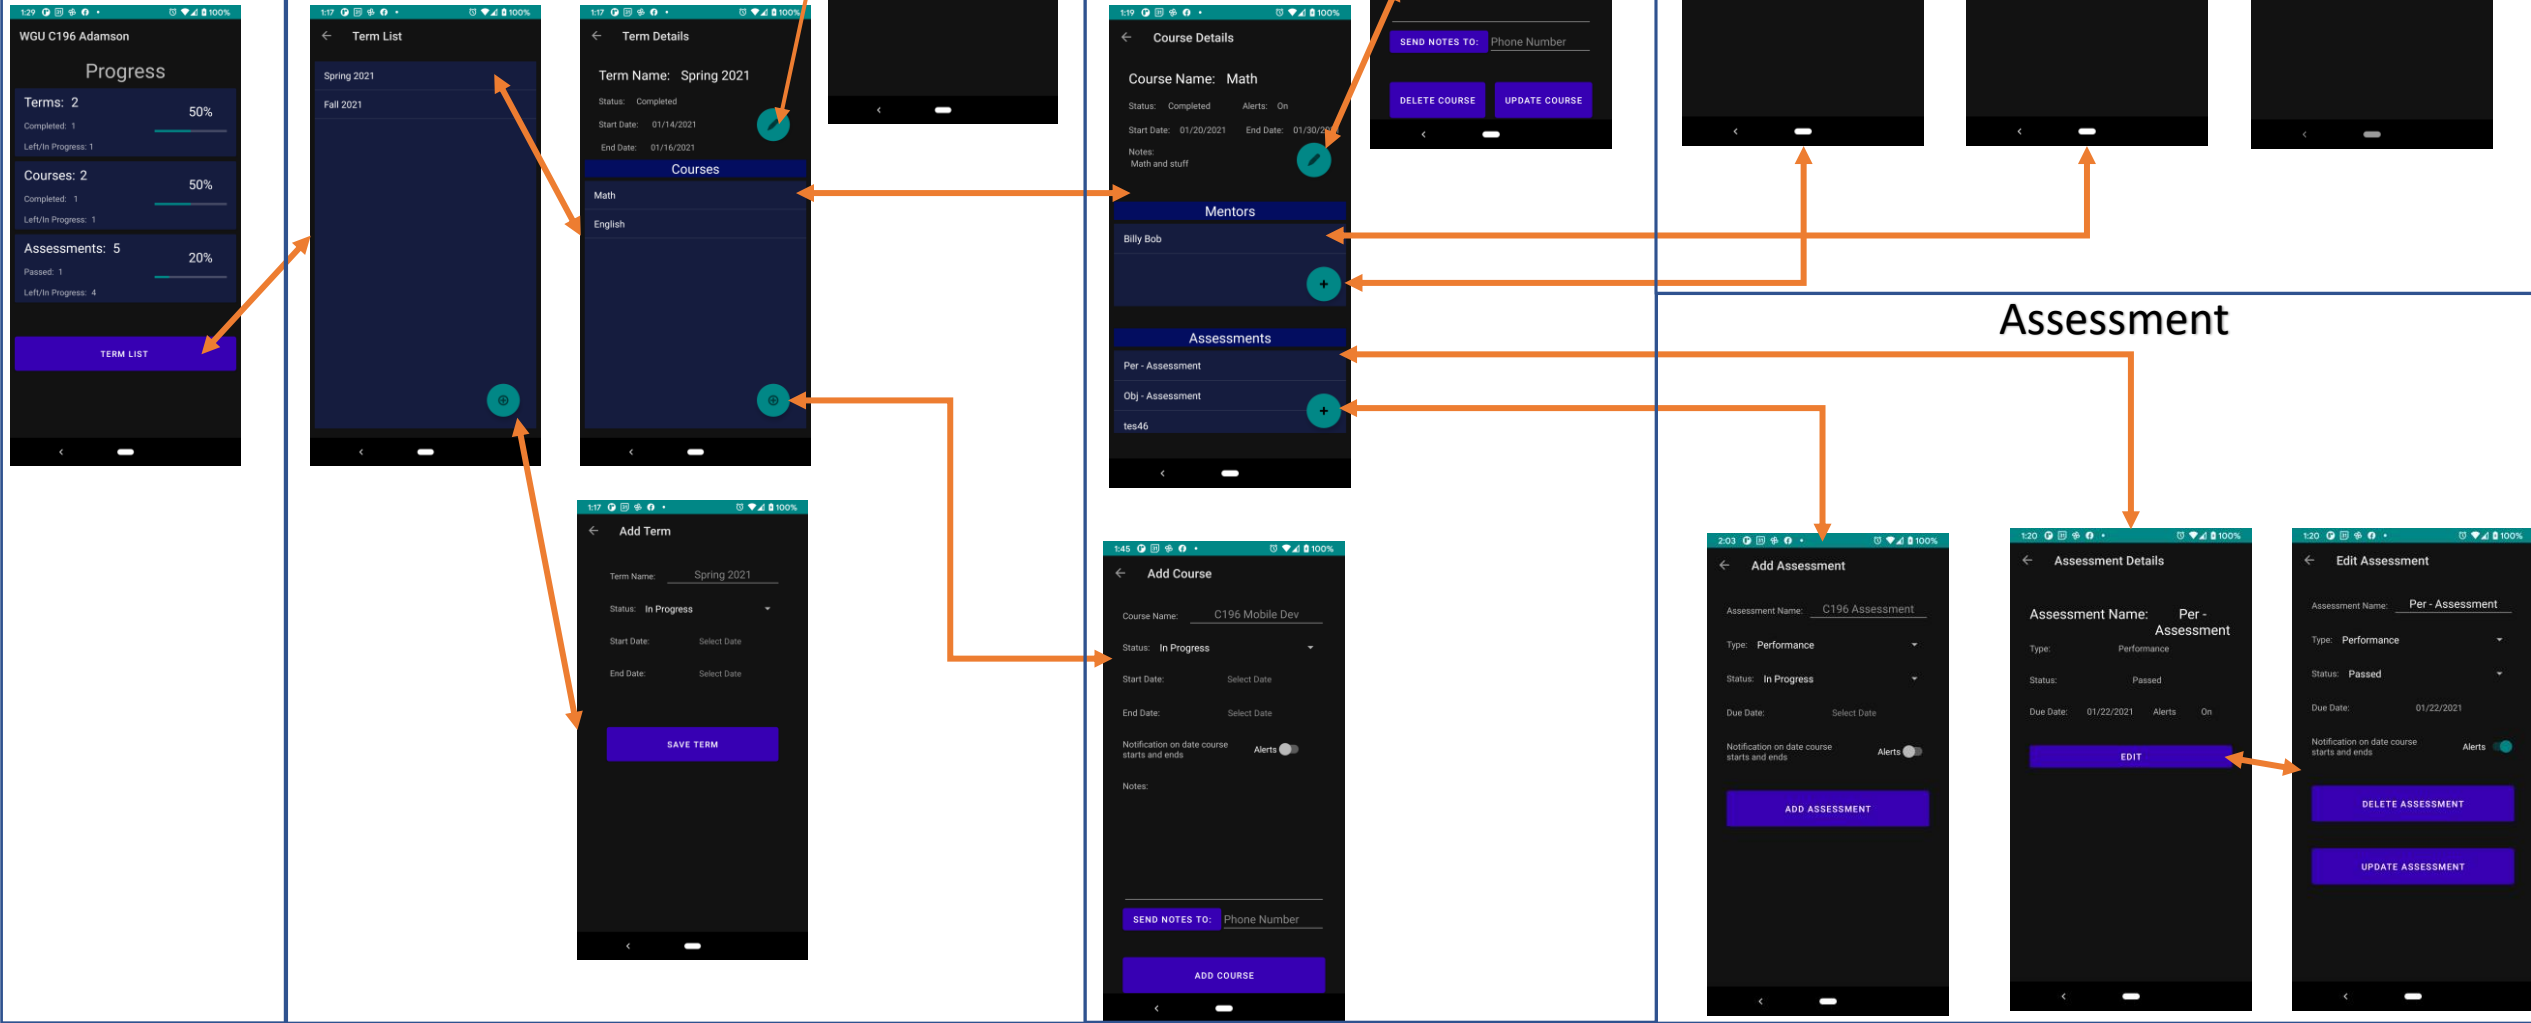 1:29 100%
WGU C196 Adamson
Progress
Terms: 2
50%
Completed: 1
Left/In Progress: 1
Courses: 2
50%
Completed: 1
Left/In Progress: 1
Assessments: 5
20%
Passed: 1
Left/In Progress: 4
TERM LIST
1:17 100%
Term List
Spring 2021
Fall 2021
1:17 100%
Term Details
Term Name: Spring 2021
Status: Completed
Start Date: 01/14/2021
End Date: 01/16/2021
Courses
Math
English
1:17 100%
Add Term
Term Name: Spring 2021
Status: In Progress
Start Date: Select Date
End Date: Select Date
SAVE TERM
1:19 100%
Course Details
Course Name: Math
Status: Completed Alerts: On
Start Date: 01/20/2021 End Date: 01/30/2021
Notes:
Math and stuff
Mentors
Billy Bob
Assessments
Per - Assessment
Obj - Assessment
tes46
SEND NOTES TO: Phone Number
DELETE COURSE UPDATE COURSE
1:45 100%
Add Course
Course Name: C196 Mobile Dev
Status: In Progress
Start Date: Select Date
End Date: Select Date
Notification on date course
starts and ends
Alerts
Notes:
SEND NOTES TO: Phone Number
ADD COURSE
Assessment
2:03 100%
Add Assessment
Assessment Name: C196 Assessment
Type: Performance
Status: In Progress
Due Date: Select Date
Notification on date course
starts and ends
Alerts
ADD ASSESSMENT
1:20 100%
Assessment Details
Assessment Name: Per -
Assessment
Type: Performance
Status: Passed
Due Date: 01/22/2021 Alerts On
EDIT
1:20 100%
Edit Assessment
Assessment Name: Per - Assessment
Type: Performance
Status: Passed
Due Date: 01/22/2021
Notification on date course
starts and ends
Alerts
DELETE ASSESSMENT
UPDATE ASSESSMENT